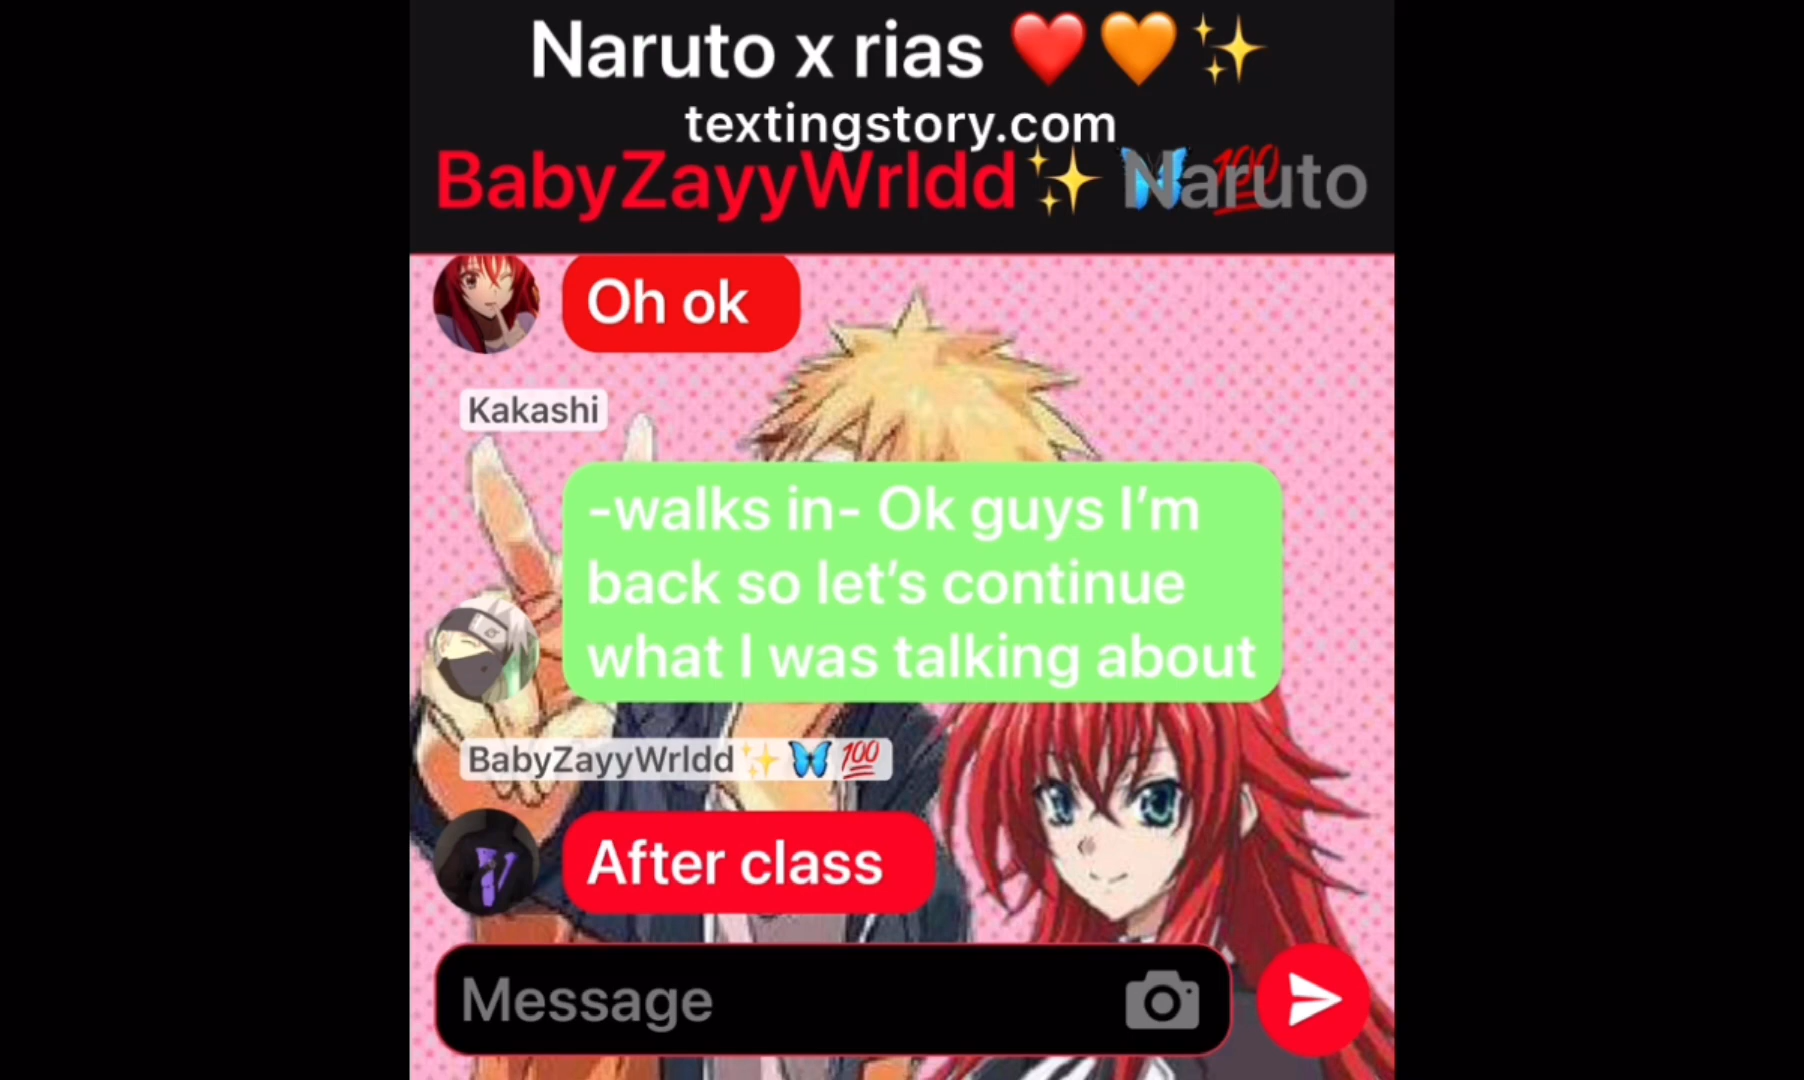 Naruto x rias ❤️🧡✨
textingstory.com
BabyZayyWrldd✨🦋💯 Naruto
Oh ok
Kakashi
-walks in- Ok guys I’m
back so let’s continue
what I was talking about
BabyZayyWrldd✨🦋💯
After class
Message